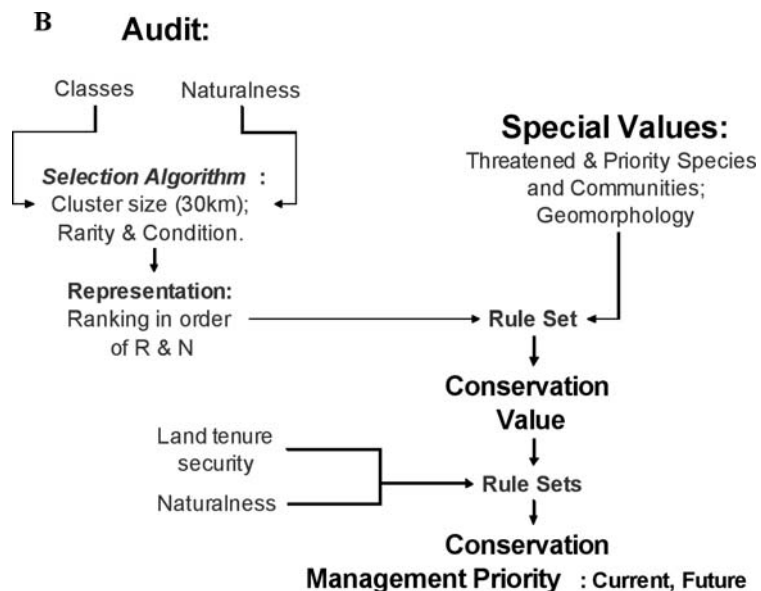 B
Audit:
Classes
Naturalness
Selection Algorithm :
Cluster size (30km);
Rarity & Condition.
Representation:
Ranking in order
of R & N
Special Values:
Threatened & Priority Species
and Communities;
Geomorphology
Rule Set
Conservation
Value
Land tenure
security
Naturalness
Rule Sets
Conservation
Management Priority : Current, Future